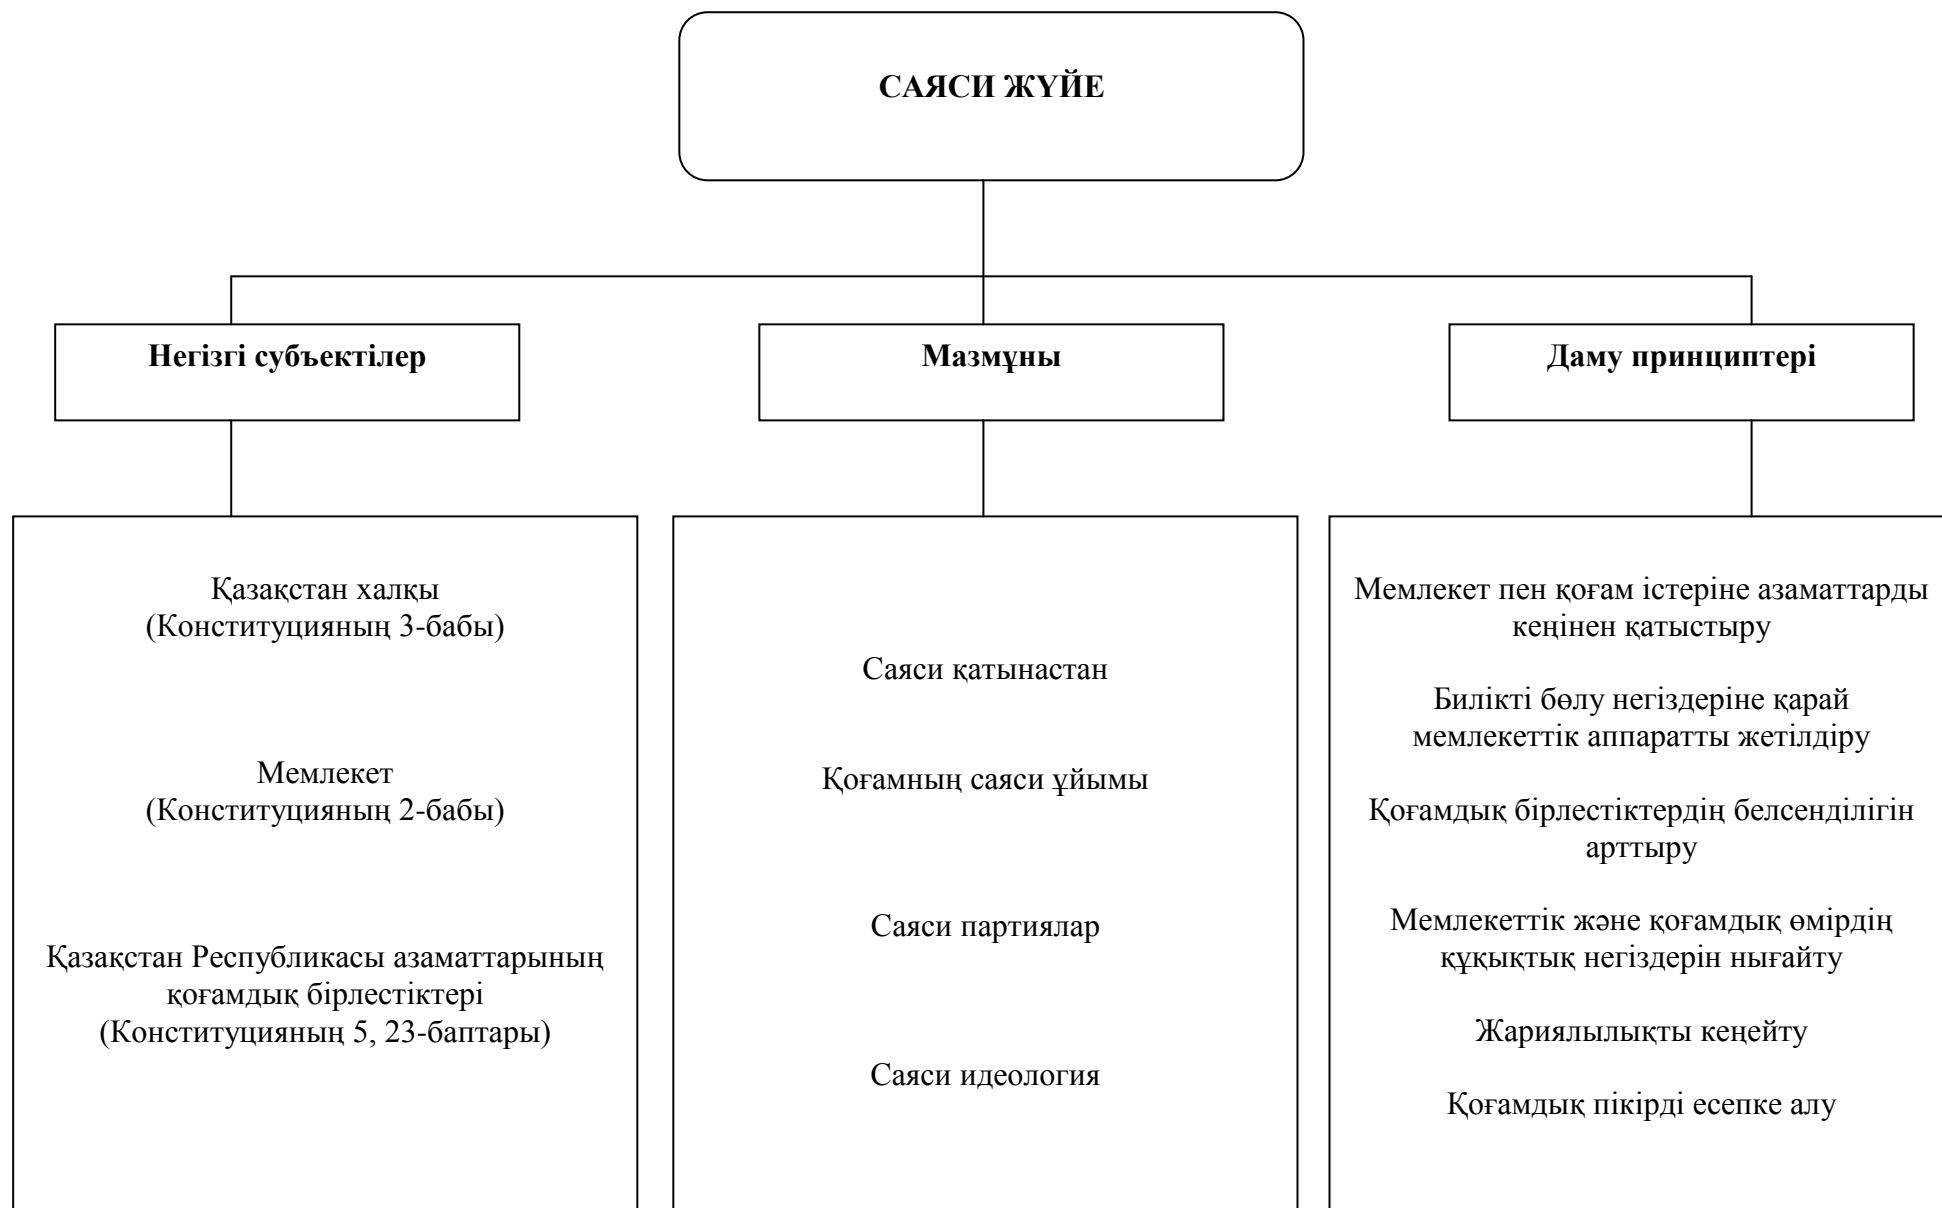 САЯСИ ЖҮЙЕ
Негізгі субъектілер
Мазмұны
Даму принциптері
Қазақстан халқы
(Конституцияның 3-бабы)
Мемлекет
(Конституцияның 2-бабы)
Қазақстан Республикасы азаматтарының
қоғамдық бірлестіктері
(Конституцияның 5, 23-баптары)
Саяси қатынастан
Қоғамның саяси ұйымы
Саяси партиялар
Саяси идеология
Мемлекет пен қоғам істеріне азаматтарды
кеңінен қатыстыру
Билікті бөлу негіздеріне қарай
мемлекеттік аппаратты жетілдіру
Қоғамдық бірлестіктердің белсенділігін
арттыру
Мемлекеттік және қоғамдық өмірдің
құқықтық негіздерін нығайту
Жариялылықты кеңейту
Қоғамдық пікірді есепке алу